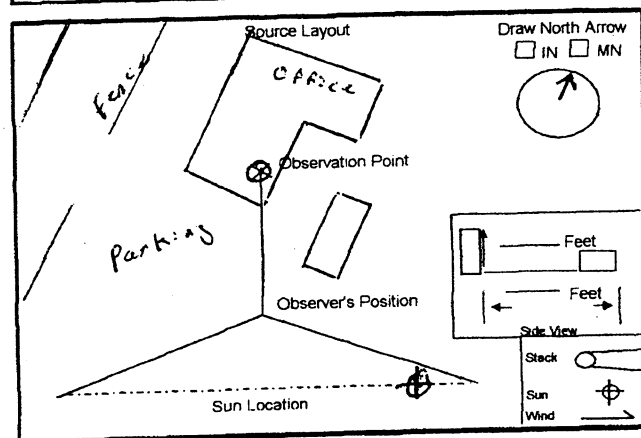 Source Layout
Draw North Arrow
IN MN
Fence
Office
Observation Point
Parking
Feet
Observer's Position
Feet
Side View
Stack
Sun
Sun Location
Wind